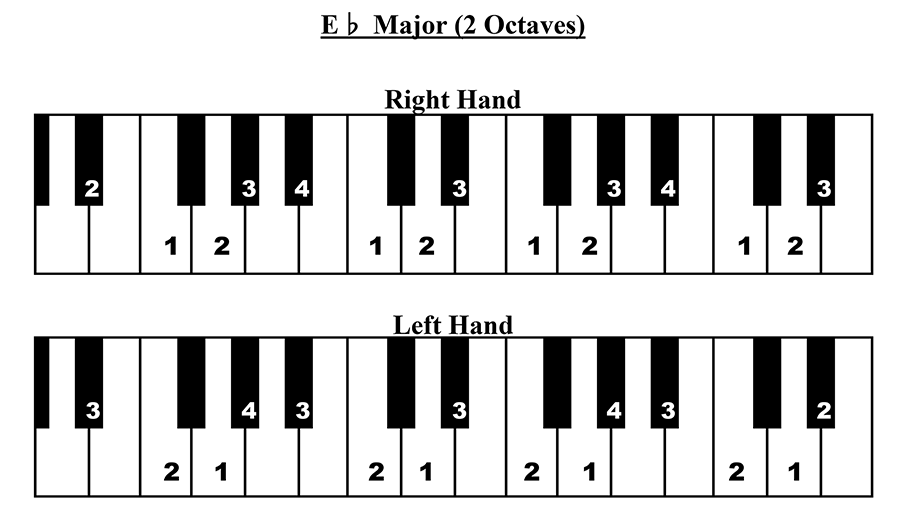 E♭ Major (2 Octaves)
Right Hand
2 3 4 3 3 4 3
1 2 1 2 1 2 1 2
Left Hand
3 4 3 3 4 3 2
2 1 2 1 2 1 2 1